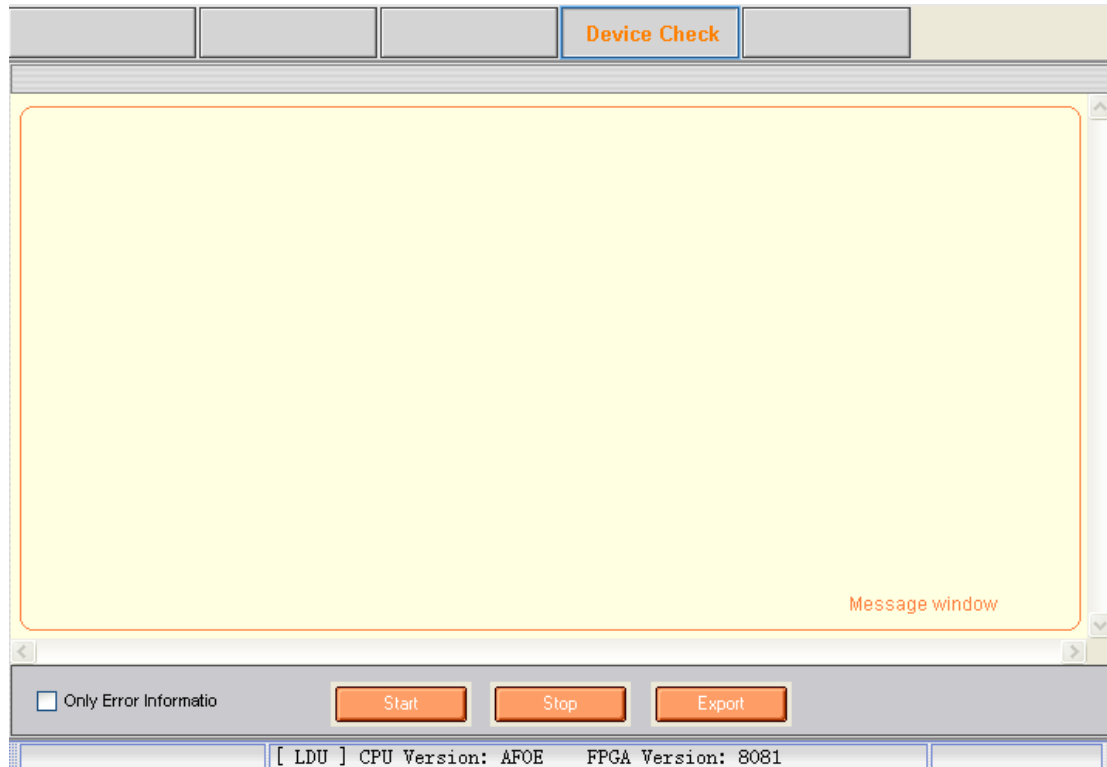 Device Check
Message window
Only Error Informatio
Start Stop Export
[ LDU ] CPU Version: AF0E FPGA Version: 8081